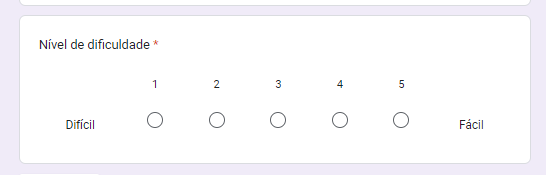 Nível de dificuldade *
1 2 3 4 5
Difícil Fácil